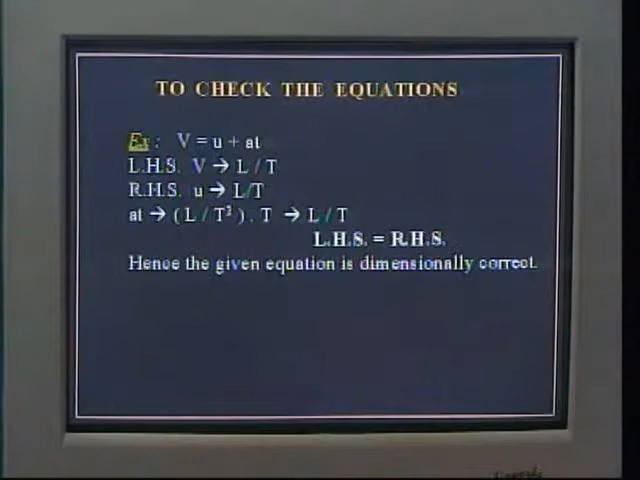 TO CHECK THE EQUATIONS
Ex: V = u + at
L.H.S. V → L / T
R.H.S. u → L/T
at → ( L / T² ) . T → L / T
L.H.S. = R.H.S.
Hence the given equation is dimensionally correct.